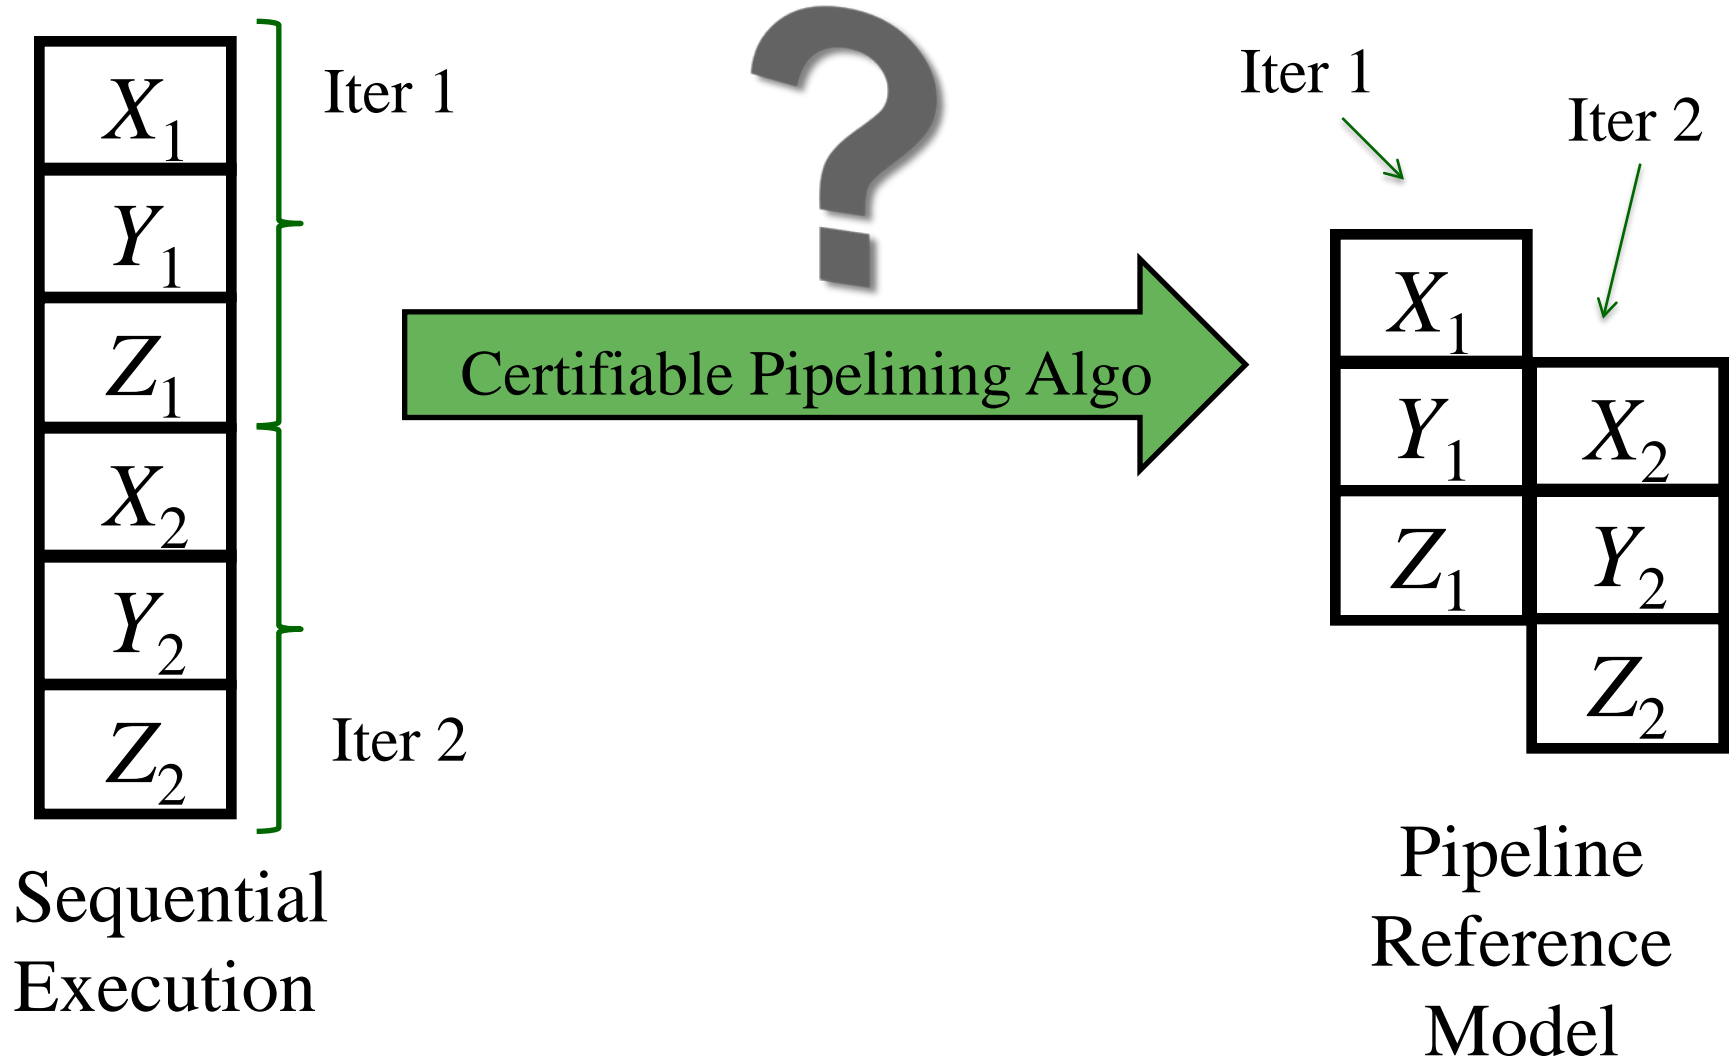 X₁
Y₁
Z₁
X₂
Y₂
Z₂
Iter 1
Iter 2
Sequential
Execution
?
Certifiable Pipelining Algo
Iter 1
Iter 2
X₁
Y₁ X₂
Z₁ Y₂
Z₂
Pipeline
Reference
Model